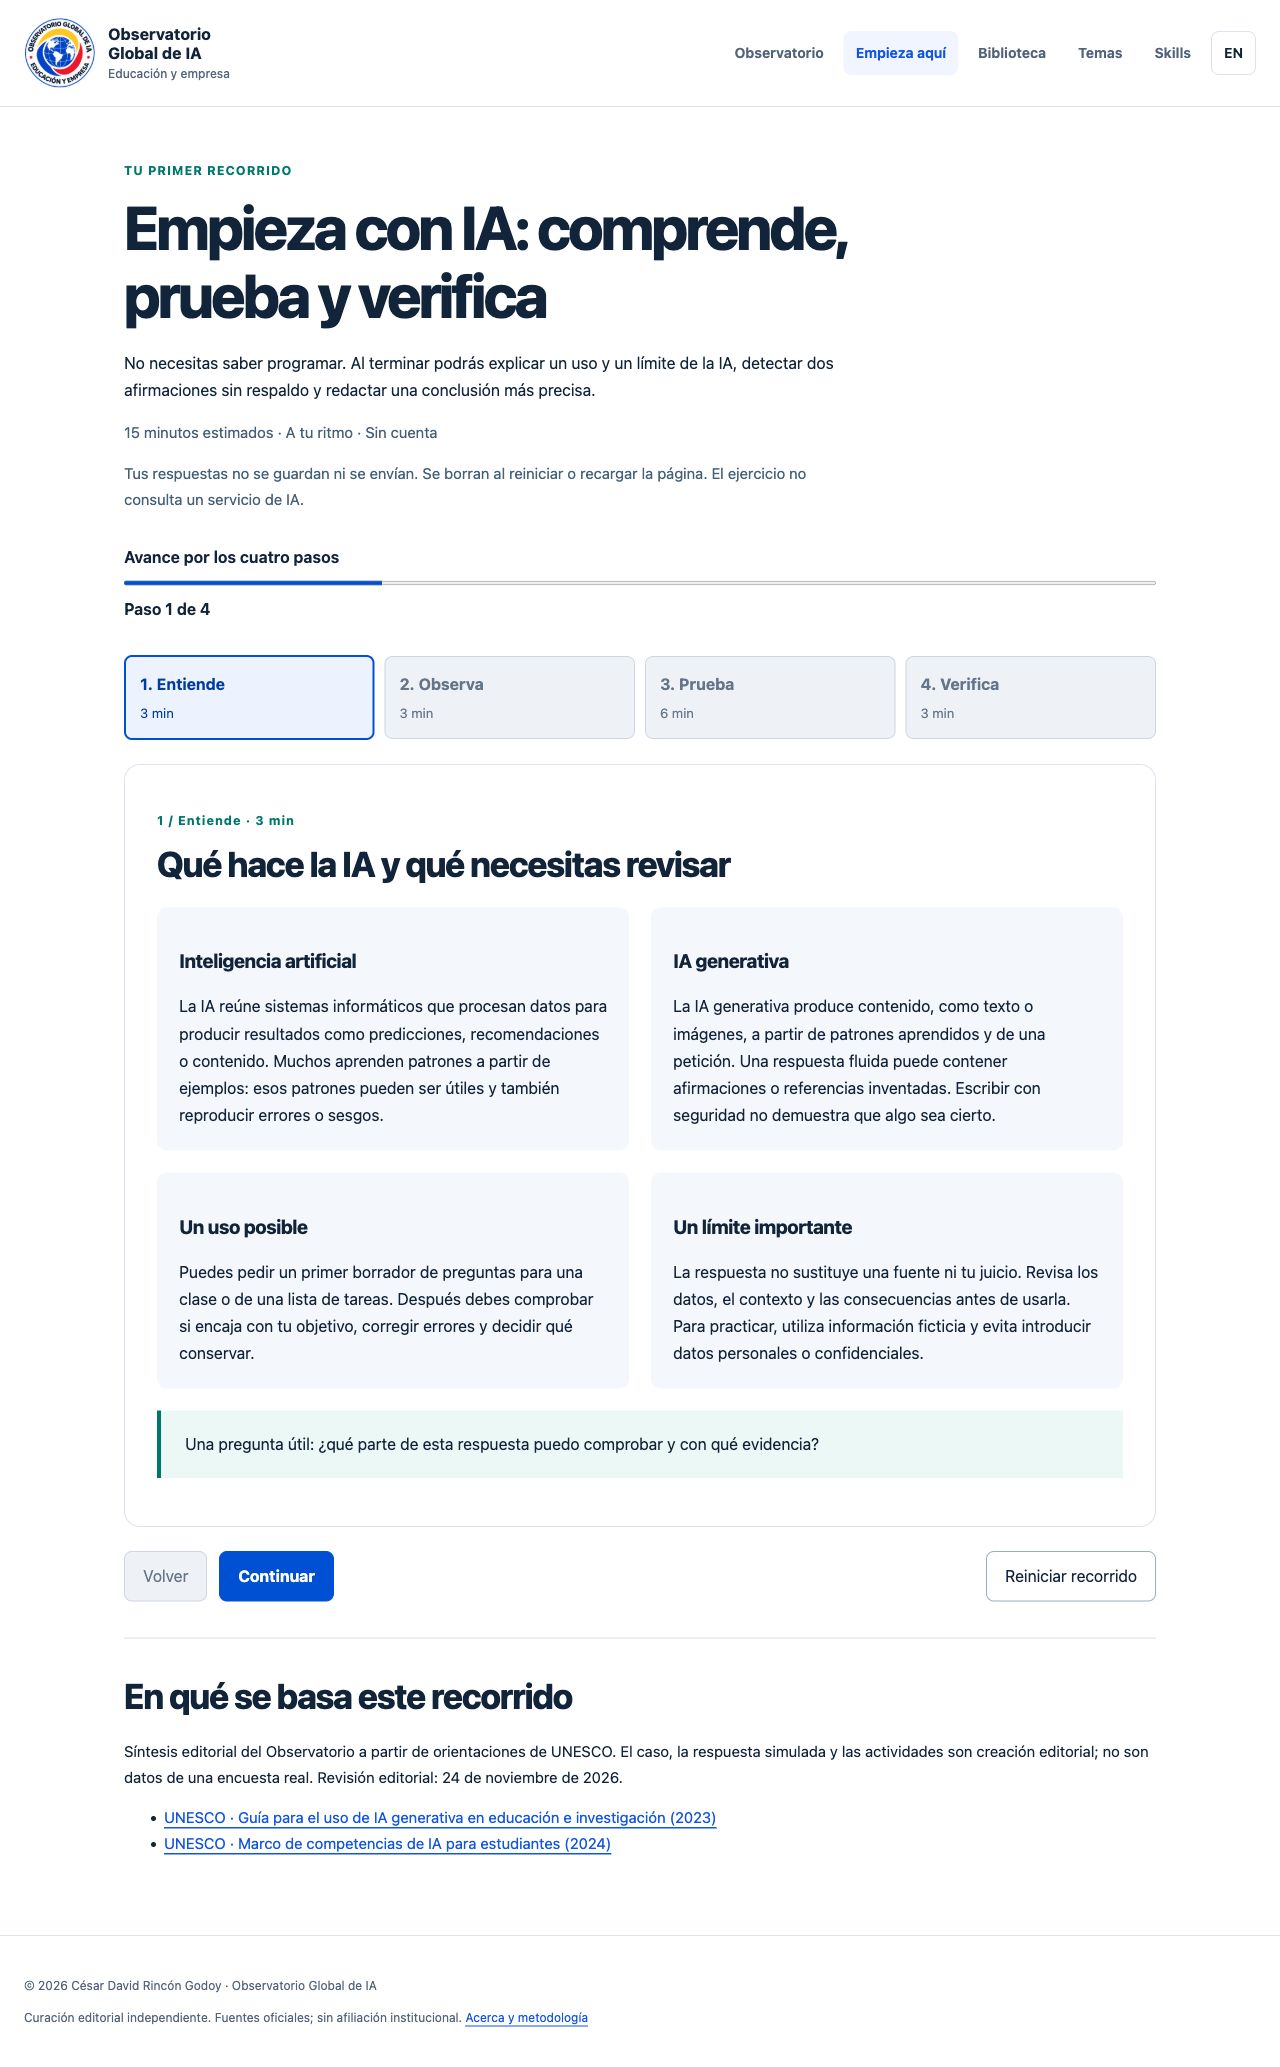 OBSERVATORIO GLOBAL DE IA
EDUCACIÓN Y EMPRESA
Observatorio
Global de IA
Educación y empresa
Observatorio
Empieza aquí
Biblioteca
Temas
Skills
EN
TU PRIMER RECORRIDO
Empieza con IA: comprende,
prueba y verifica
No necesitas saber programar. Al terminar podrás explicar un uso y un límite de la IA, detectar dos
afirmaciones sin respaldo y redactar una conclusión más precisa.
15 minutos estimados · A tu ritmo · Sin cuenta
Tus respuestas no se guardan ni se envían. Se borran al reiniciar o recargar la página. El ejercicio no
consulta un servicio de IA.
Avance por los cuatro pasos
Paso 1 de 4
1. Entiende
3 min
2. Observa
3 min
3. Prueba
6 min
4. Verifica
3 min
1 / Entiende · 3 min
Qué hace la IA y qué necesitas revisar
Inteligencia artificial
La IA reúne sistemas informáticos que procesan datos para
producir resultados como predicciones, recomendaciones
o contenido. Muchos aprenden patrones a partir de
ejemplos: esos patrones pueden ser útiles y también
reproducir errores o sesgos.
IA generativa
La IA generativa produce contenido, como texto o
imágenes, a partir de patrones aprendidos y de una
petición. Una respuesta fluida puede contener
afirmaciones o referencias inventadas. Escribir con
seguridad no demuestra que algo sea cierto.
Un uso posible
Puedes pedir un primer borrador de preguntas para una
clase o de una lista de tareas. Después debes comprobar
si encaja con tu objetivo, corregir errores y decidir qué
conservar.
Un límite importante
La respuesta no sustituye una fuente ni tu juicio. Revisa los
datos, el contexto y las consecuencias antes de usarla.
Para practicar, utiliza información ficticia y evita introducir
datos personales o confidenciales.
Una pregunta útil: ¿qué parte de esta respuesta puedo comprobar y con qué evidencia?
Volver
Continuar
Reiniciar recorrido
En qué se basa este recorrido
Síntesis editorial del Observatorio a partir de orientaciones de UNESCO. El caso, la respuesta simulada y las actividades son creación editorial; no son
datos de una encuesta real. Revisión editorial: 24 de noviembre de 2026.
UNESCO · Guía para el uso de IA generativa en educación e investigación (2023)
UNESCO · Marco de competencias de IA para estudiantes (2024)
© 2026 César David Rincón Godoy · Observatorio Global de IA
Curación editorial independiente. Fuentes oficiales; sin afiliación institucional. Acerca y metodología